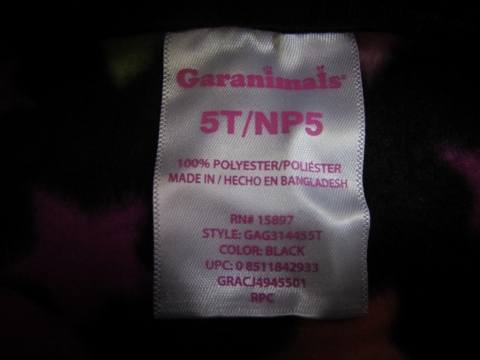 Garanimals®
5T/NP5
100% POLYESTER/POLIÉSTER
MADE IN / HECHO EN BANGLADESH
RN# 15897
STYLE: GAG314455T
COLOR: BLACK
UPC: 0 8511842933
GRACJ4945501
RPC